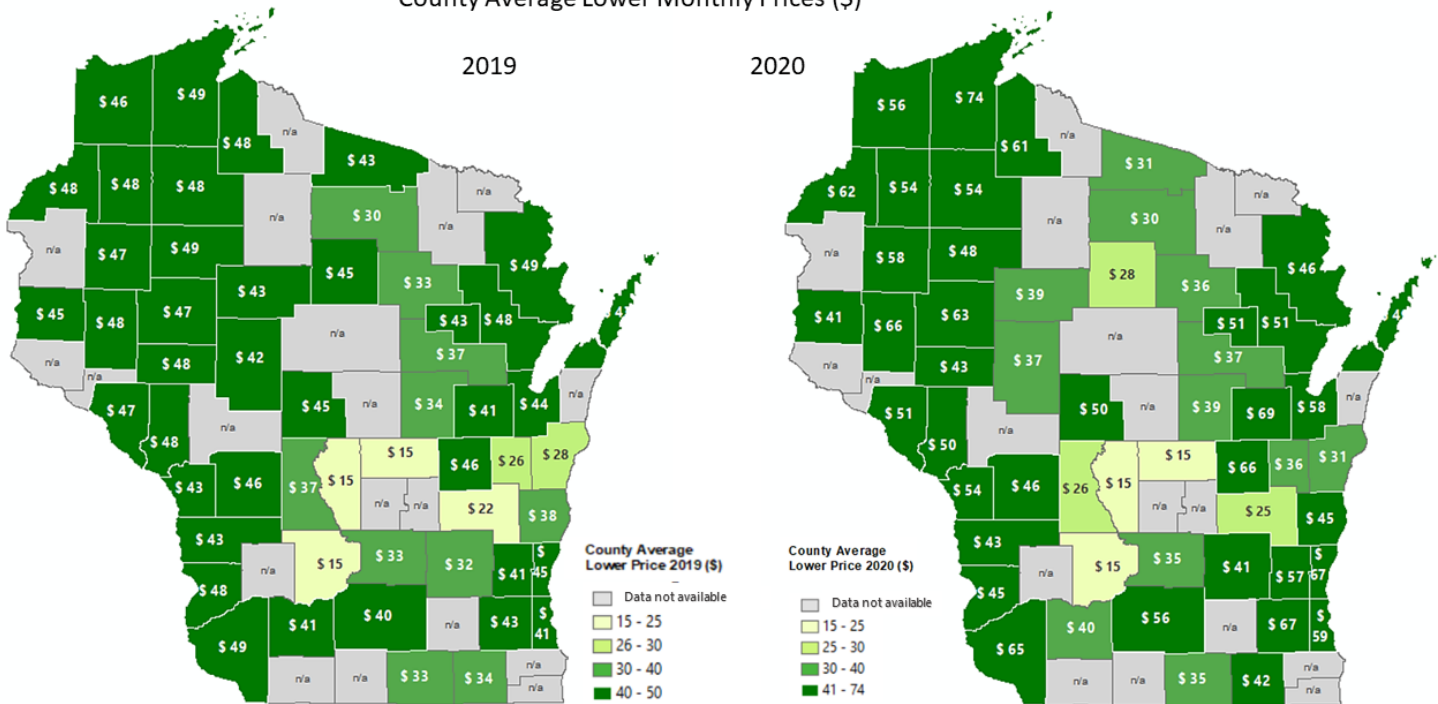 County Average Lower Monthly Prices ($)
2019
2020
$ 46
$ 49
$ 48
n/a
$ 43
$ 48
$ 48
$ 48
n/a
$ 30
n/a
n/a
n/a
$ 47
$ 49
$ 45
$ 33
$ 49
$ 45
$ 48
$ 47
$ 43
n/a
$ 43
$ 48
n/a
n/a
$ 48
$ 42
$ 37
$ 47
$ 48
n/a
$ 45
n/a
$ 34
$ 41
$ 44
n/a
$ 43
$ 46
$ 37
$ 15
$ 15
n/a
n/a
$ 46
$ 26
$ 28
$ 22
$ 38
$ 43
n/a
$ 15
$ 33
$ 32
$ 41
$
45
$ 48
$ 49
$ 41
$ 40
n/a
$ 43
$
41
n/a
n/a
$ 33
$ 34
n/a
n/a
County Average
Lower Price 2019 ($)
Data not available
15 - 25
26 - 30
30 - 40
40 - 50
$ 56
$ 74
$ 61
n/a
$ 31
$ 62
$ 54
$ 54
n/a
$ 30
n/a
n/a
n/a
$ 58
$ 48
$ 28
$ 36
$ 46
$ 41
$ 66
$ 63
$ 39
n/a
$ 51
$ 51
n/a
n/a
$ 43
$ 37
$ 37
$ 51
$ 50
n/a
$ 50
n/a
$ 39
$ 69
$ 58
n/a
$ 54
$ 46
$ 26
$ 15
$ 15
n/a
n/a
$ 66
$ 36
$ 31
$ 25
$ 45
$ 43
n/a
$ 15
$ 35
$ 41
$ 57
$
67
$ 45
$ 65
$ 40
$ 56
n/a
$ 67
$
59
n/a
n/a
$ 35
$ 42
n/a
n/a
County Average
Lower Price 2020 ($)
Data not available
15 - 25
25 - 30
30 - 40
41 - 74